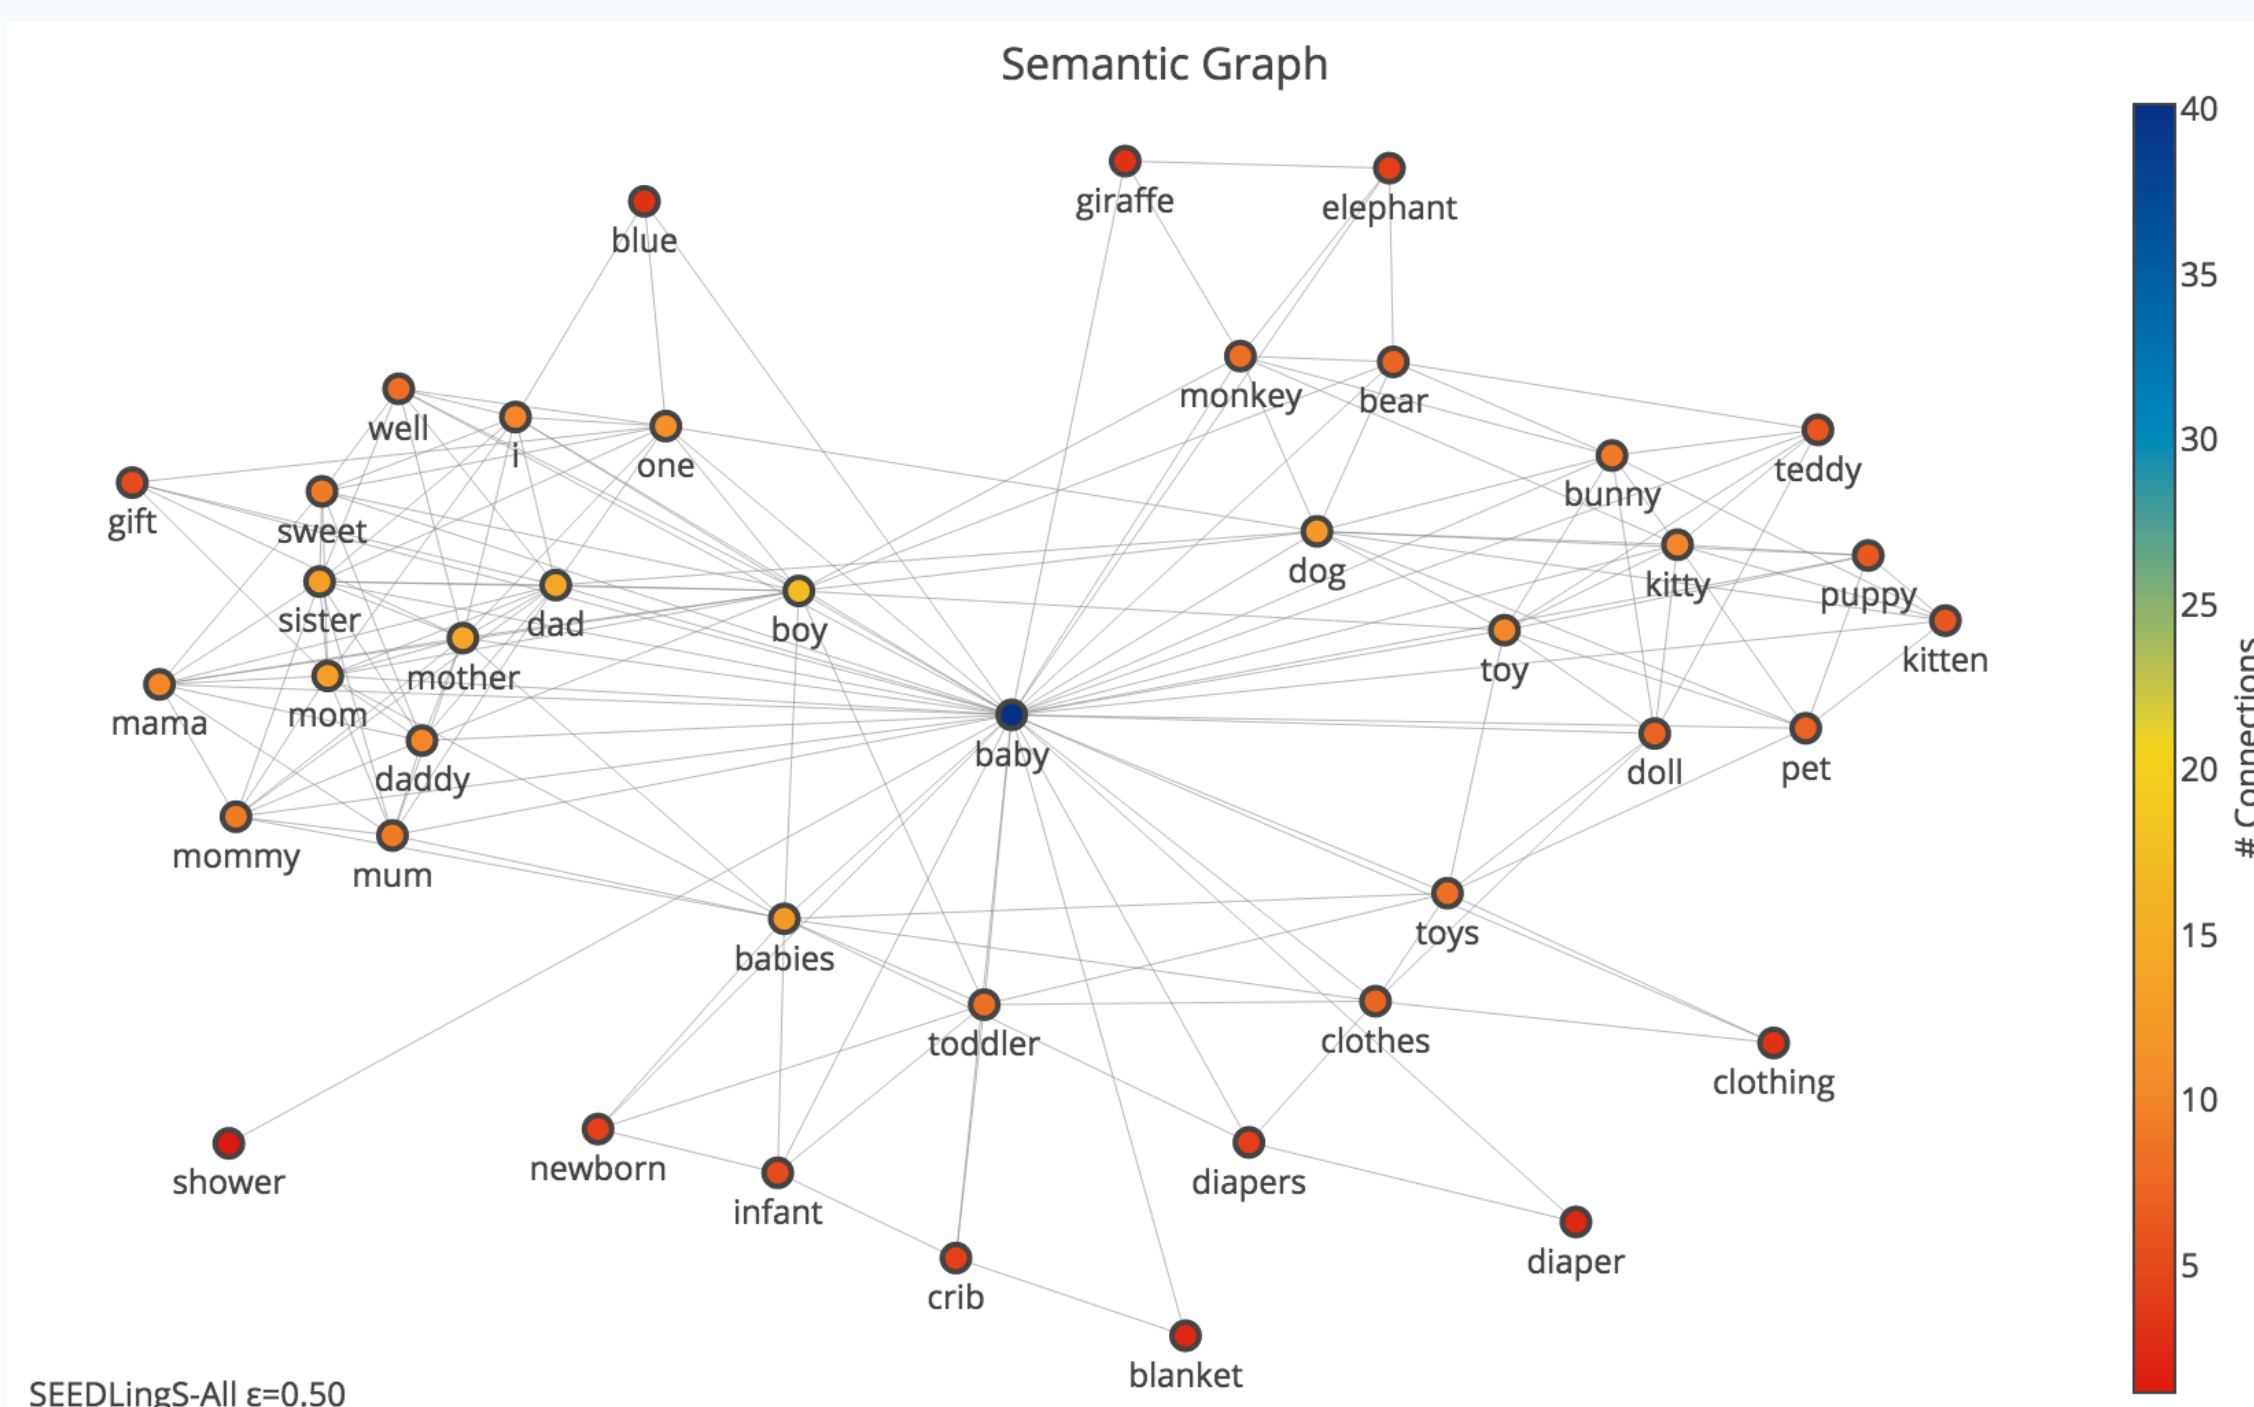 Semantic Graph
giraffe
elephant
blue
monkey
bear
well
i
one
teddy
bunny
gift
sweet
dog
kitty
puppy
sister
dad
boy
toy
kitten
mother
mama
mom
baby
doll
pet
daddy
mommy
mum
toys
babies
toddler
clothes
clothing
shower
newborn
infant
diapers
diaper
crib
blanket
SEEDLingS-All ε=0.50
40
35
30
25
20
15
10
5
# Connections